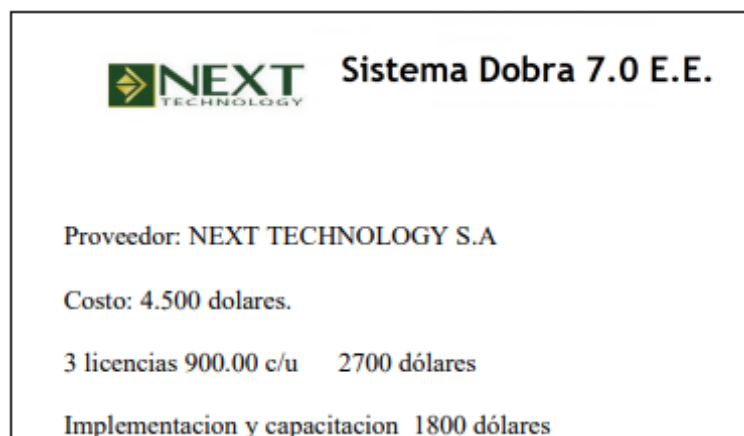 NEXT
TECHNOLOGY
Sistema Dobra 7.0 E.E.
Proveedor: NEXT TECHNOLOGY S.A
Costo: 4.500 dolares.
3 licencias 900.00 c/u 2700 dólares
Implementacion y capacitacion 1800 dólares